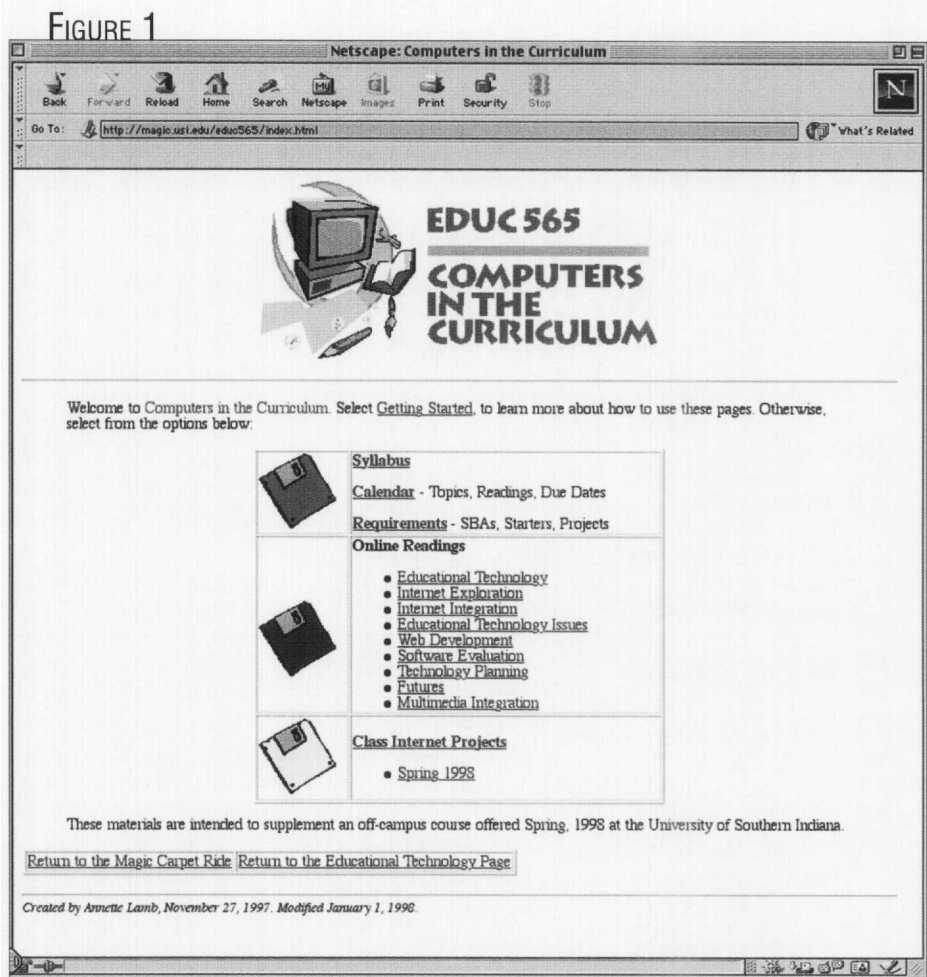 FIGURE 1
Netscape: Computers in the Curriculum
Back Forward Reload Home Search Netscape Images Print Security Stop
Go To: http://magic.usi.edu/educ565/index.html What's Related
EDUC 565
COMPUTERS
IN THE
CURRICULUM
Welcome to Computers in the Curriculum. Select Getting Started, to learn more about how to use these pages. Otherwise,
select from the options below:
Syllabus
Calendar - Topics, Readings, Due Dates
Requirements - SBAs, Starters, Projects
Online Readings
Educational Technology
Internet Exploration
Internet Integration
Educational Technology Issues
Web Development
Software Evaluation
Technology Planning
Futures
Multimedia Integration
Class Internet Projects
Spring 1998
These materials are intended to supplement an off-campus course offered Spring, 1998 at the University of Southern Indiana.
Return to the Magic Carpet Ride Return to the Educational Technology Page
Created by Annette Lamb, November 27, 1997. Modified January 1, 1998.